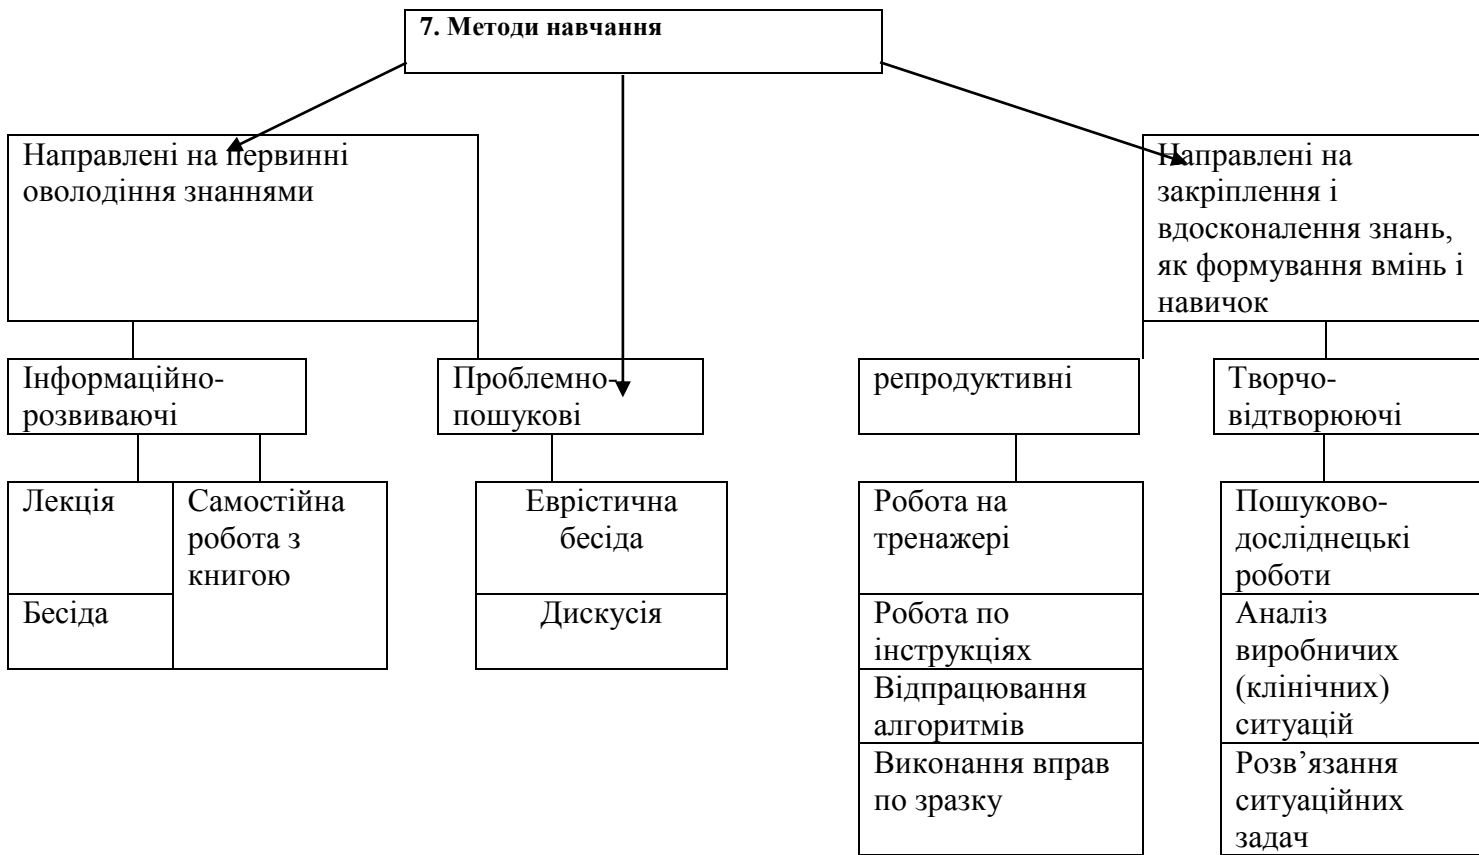 7. Методи навчання
Направлені на первинні
оволодіння знаннями
Направлені на
закріплення і
вдосконалення знань,
як формування вмінь і
навичок
Інформаційно-
розвиваючі
Проблемно-
пошукові
репродуктивні
Творчо-
відтворюючі
Лекція
Самостійна
робота з
книгою
Бесіда
Еврістична
бесіда
Дискусія
Робота на
тренажері
Робота по
інструкціях
Відпрацювання
алгоритмів
Виконання вправ
по зразку
Пошуково-
досліднецькі
роботи
Аналіз
виробничих
(клінічних)
ситуацій
Розв’язання
ситуаційних
задач